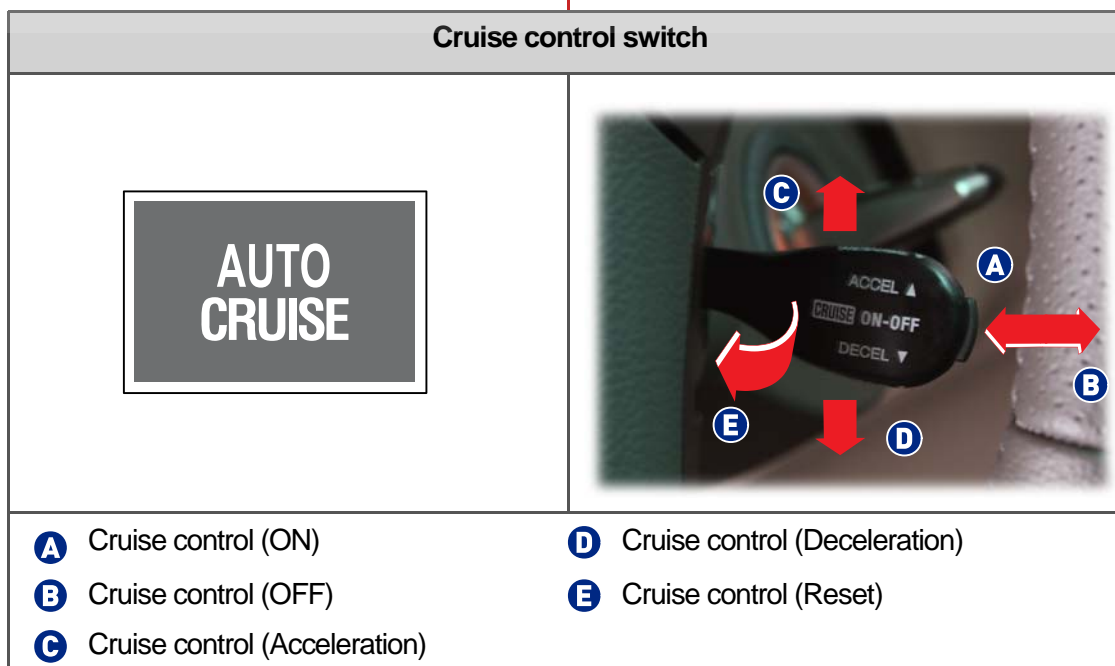 Cruise control switch
AUTO
CRUISE
C
A
ACCEL ▲
CRUISE ON-OFF
DECEL ▼
B
E
D
A Cruise control (ON)
B Cruise control (OFF)
C Cruise control (Acceleration)
D Cruise control (Deceleration)
E Cruise control (Reset)